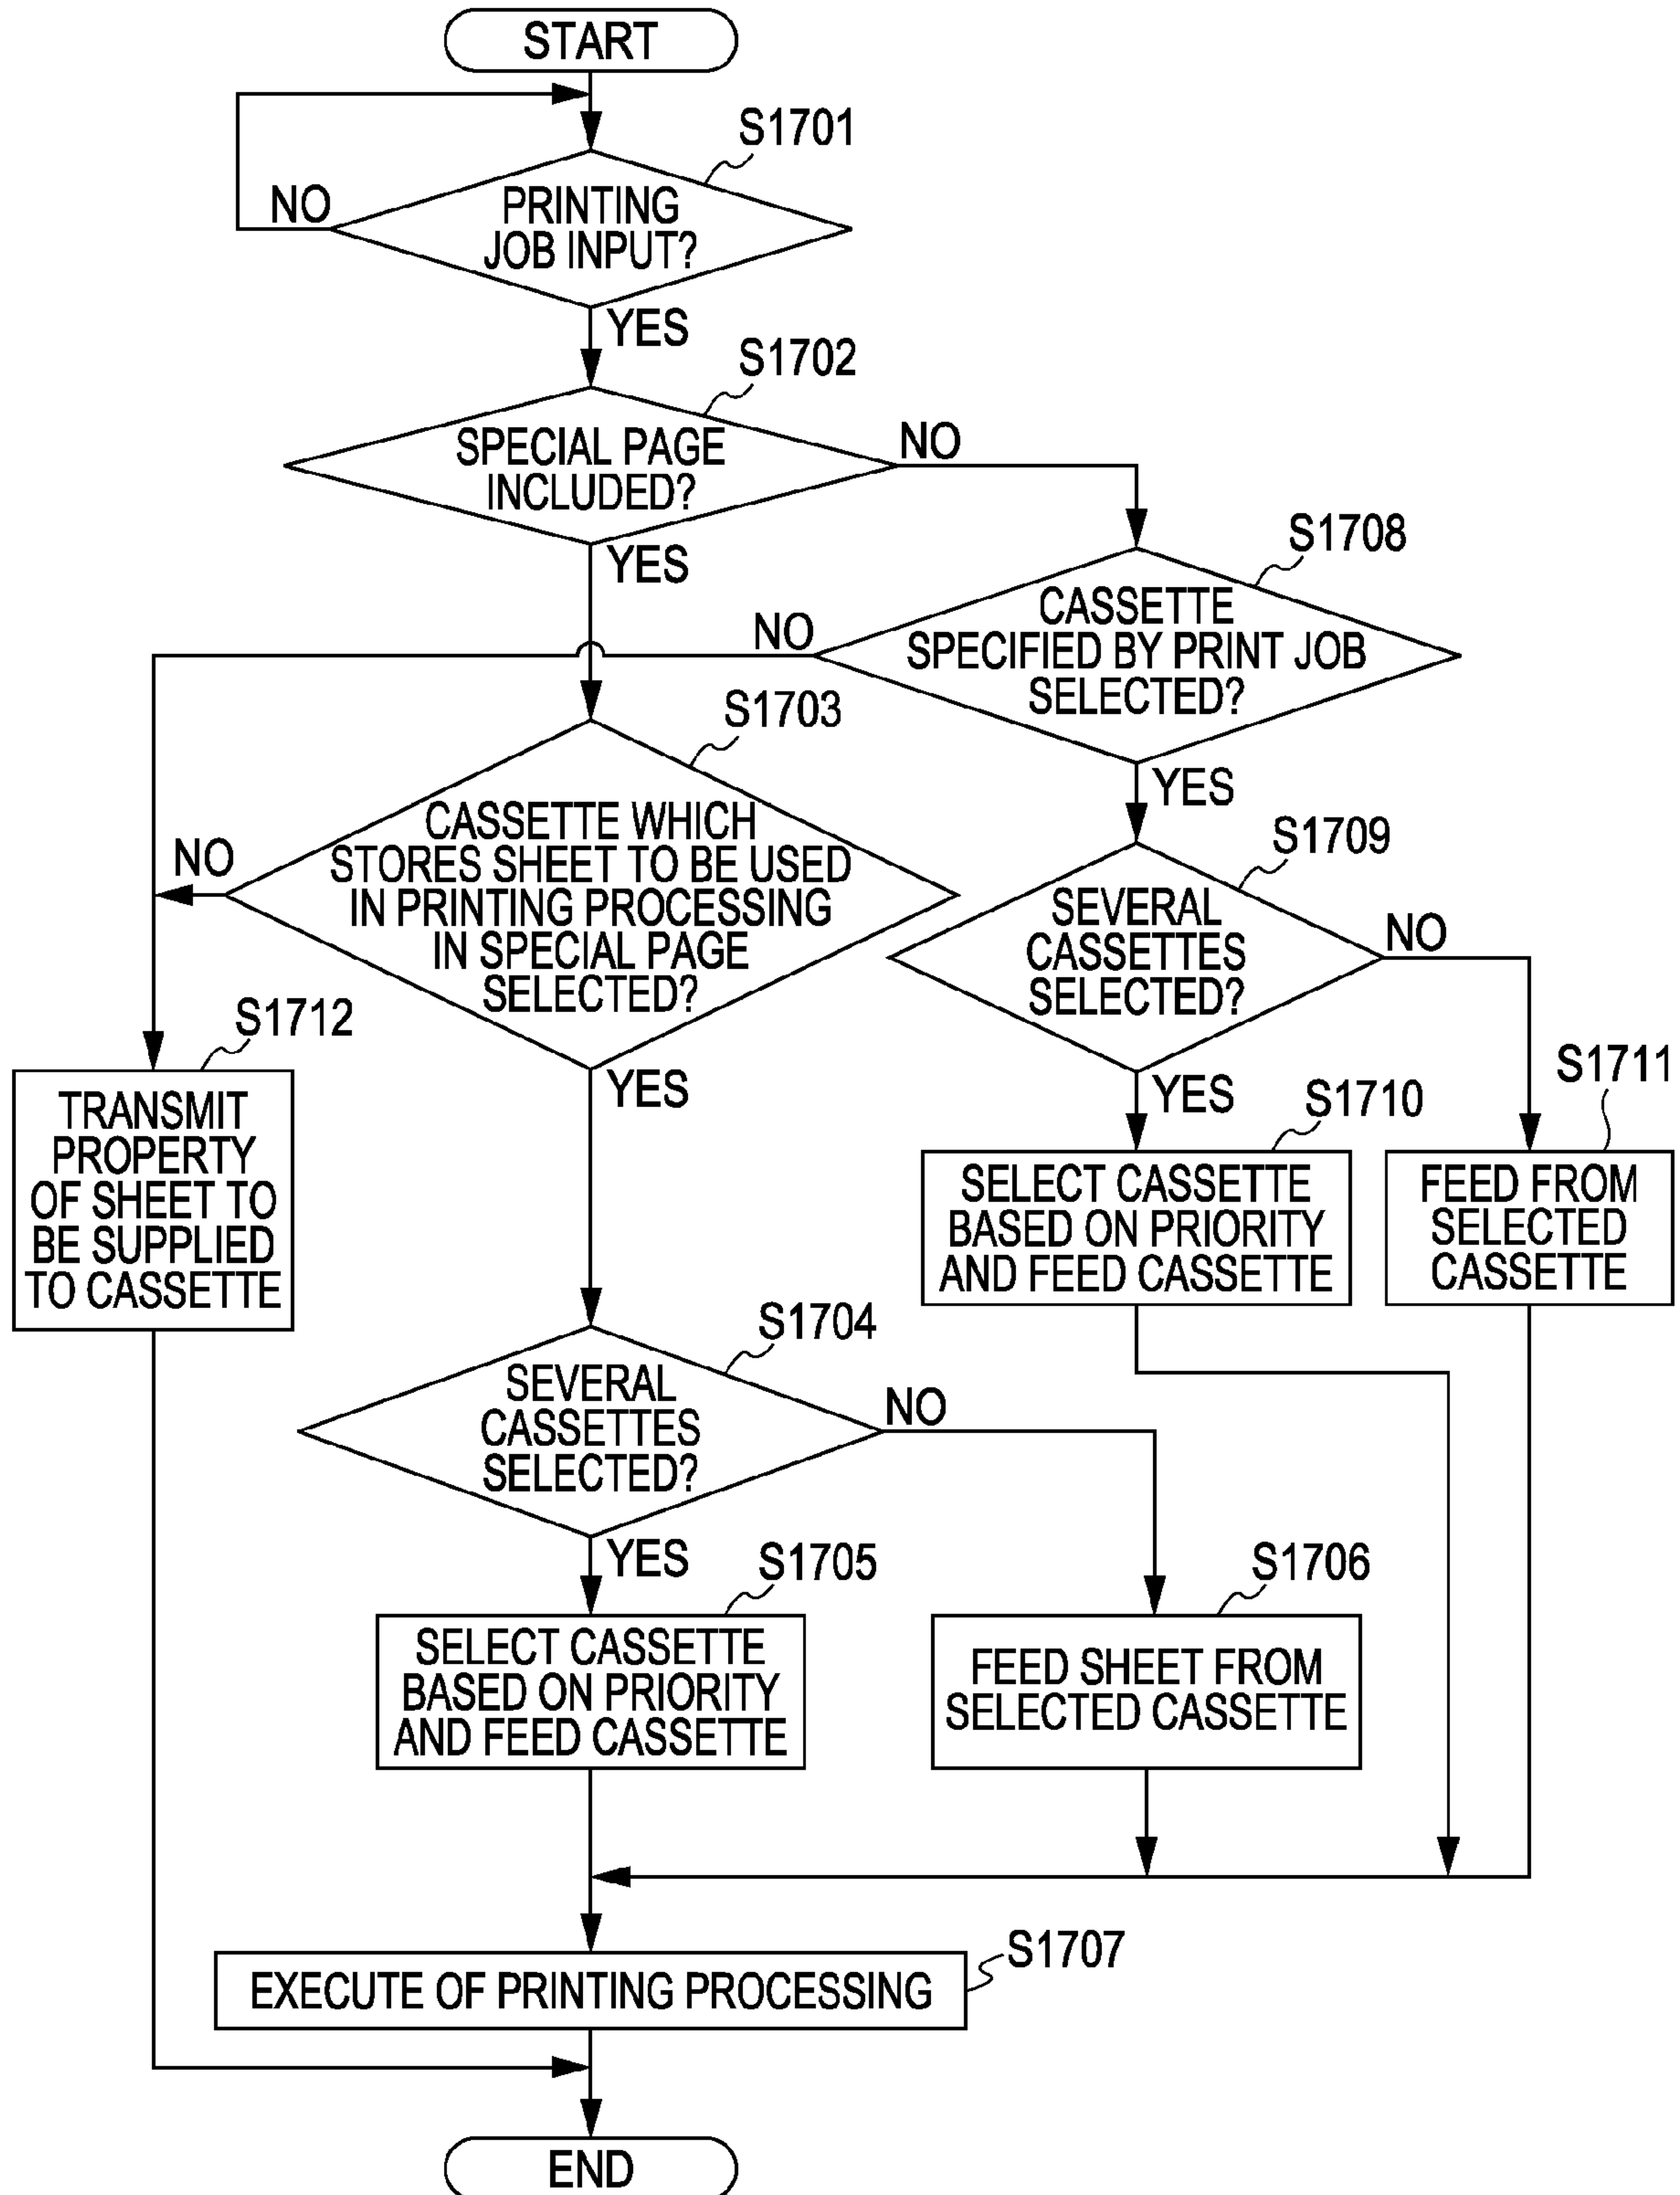 START
S1701
PRINTING
JOB INPUT?
NO
YES
S1702
SPECIAL PAGE
INCLUDED?
NO
YES
S1708
CASSETTE
SPECIFIED BY PRINT JOB
SELECTED?
NO
YES
S1703
CASSETTE WHICH
STORES SHEET TO BE USED
IN PRINTING PROCESSING
IN SPECIAL PAGE
SELECTED?
NO
YES
S1709
SEVERAL
CASSETTES
SELECTED?
NO
YES
S1712
TRANSMIT
PROPERTY
OF SHEET TO
BE SUPPLIED
TO CASSETTE
S1710
SELECT CASSETTE
BASED ON PRIORITY
AND FEED CASSETTE
S1711
FEED FROM
SELECTED
CASSETTE
S1704
SEVERAL
CASSETTES
SELECTED?
NO
YES
S1705
SELECT CASSETTE
BASED ON PRIORITY
AND FEED CASSETTE
S1706
FEED SHEET FROM
SELECTED CASSETTE
S1707
EXECUTE OF PRINTING PROCESSING
END